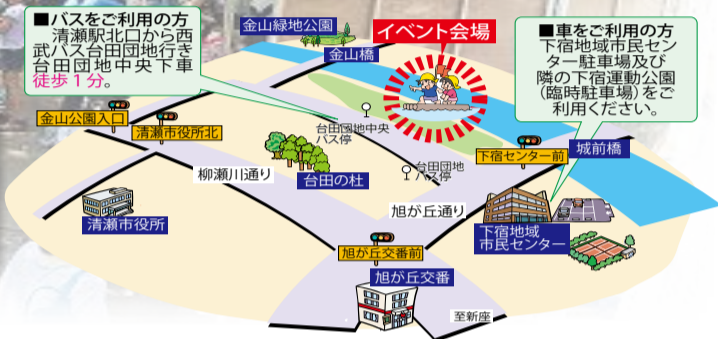 ■バスをご利用の方
清瀬駅北口から西
武バス台田団地行き
台田団地中央下車
徒歩1分。
金山緑地公園
金山橋
イベント会場
■車をご利用の方
下宿地域市民セン
ター駐車場及び
隣の下宿運動公園
(臨時駐車場)をご
利用ください。
金山公園入口
清瀬市役所北
台田団地中央
バス停
台田団地
バス停
下宿センター前
城前橋
柳瀬川通り
台田の杜
旭が丘通り
清瀬市役所
下宿地域
市民センター
旭が丘交番前
旭が丘交番
至新座